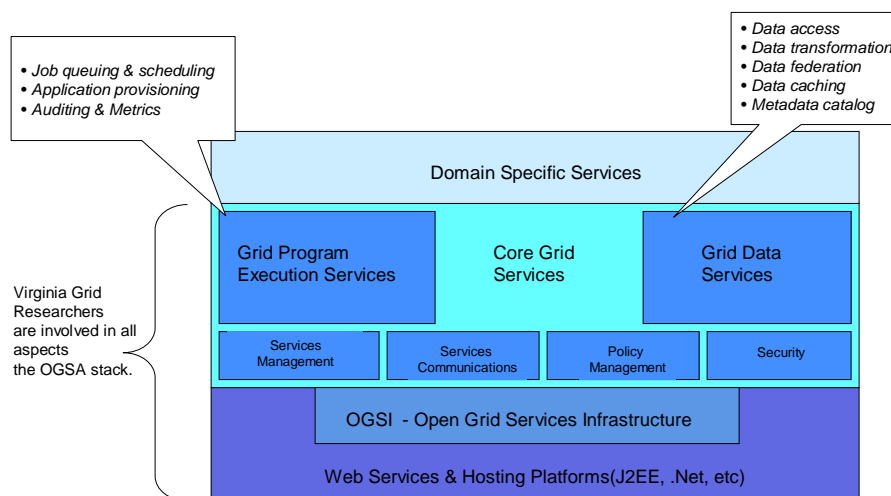 • Job queuing & scheduling
• Application provisioning
• Auditing & Metrics
• Data access
• Data transformation
• Data federation
• Data caching
• Metadata catalog
Domain Specific Services
Grid Program
Execution Services
Core Grid
Services
Grid Data
Services
Virginia Grid
Researchers
are involved in all
aspects
the OGSA stack.
Services
Management
Services
Communications
Policy
Management
Security
OGSI - Open Grid Services Infrastructure
Web Services & Hosting Platforms(J2EE, .Net, etc)